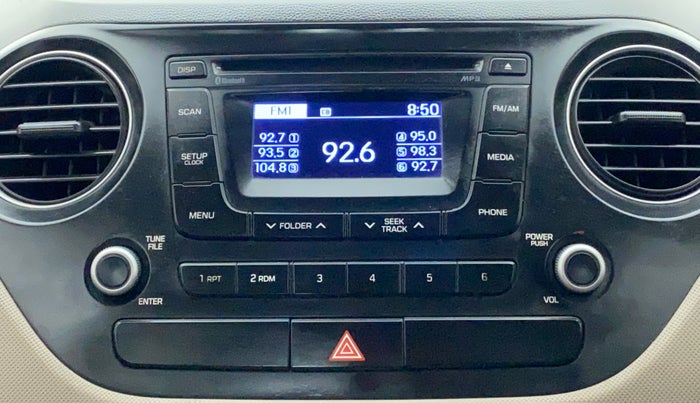 DISP
Bluetooth
MP3
SCAN
FM1 8:50
FM/AM
92.7 1 4 95.0
93.5 2 92.6 5 98.3
104.8 3 6 92.7
SETUP
CLOCK
MEDIA
MENU
FOLDER
SEEK
TRACK
PHONE
TUNE
FILE
POWER
PUSH
1 RPT 2 RDM 3 4 5 6
ENTER
VOL